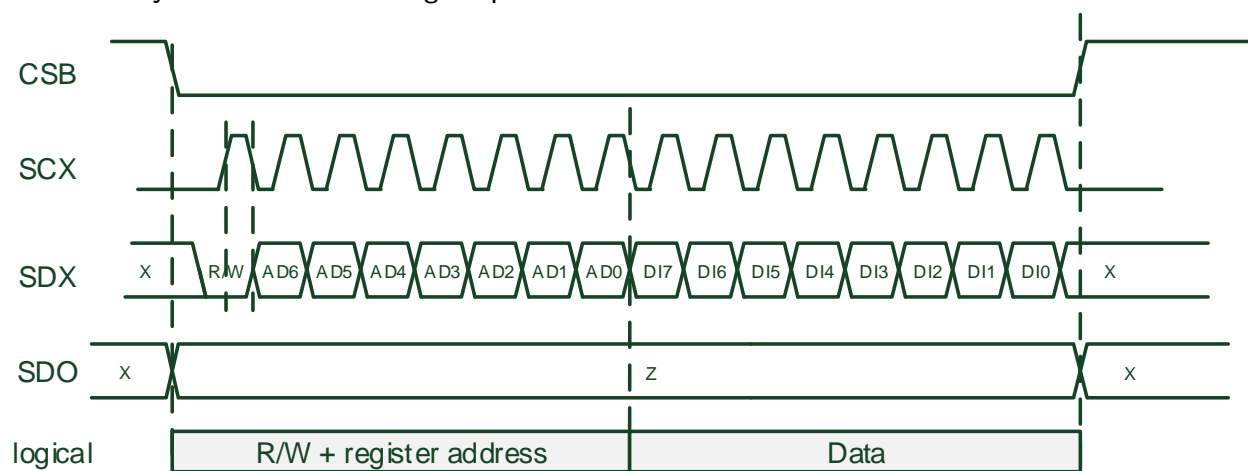 CSB
SCX
SDX X R/W AD6 AD5 AD4 AD3 AD2 AD1 AD0 DI7 DI6 DI5 DI4 DI3 DI2 DI1 DI0 X
SDO X Z X
logical R/W + register address Data